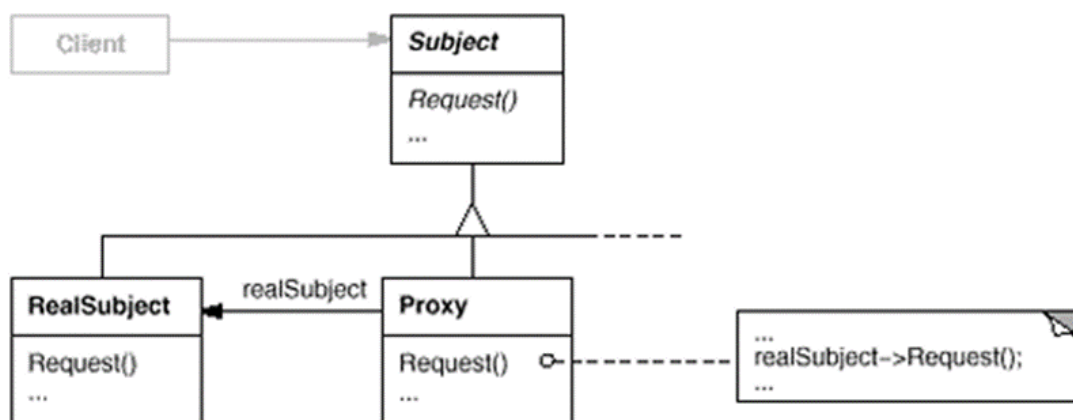 Client
Subject
Request()
...
RealSubject
Request()
...
realSubject
Proxy
Request()
...
...
realSubject->Request();
...